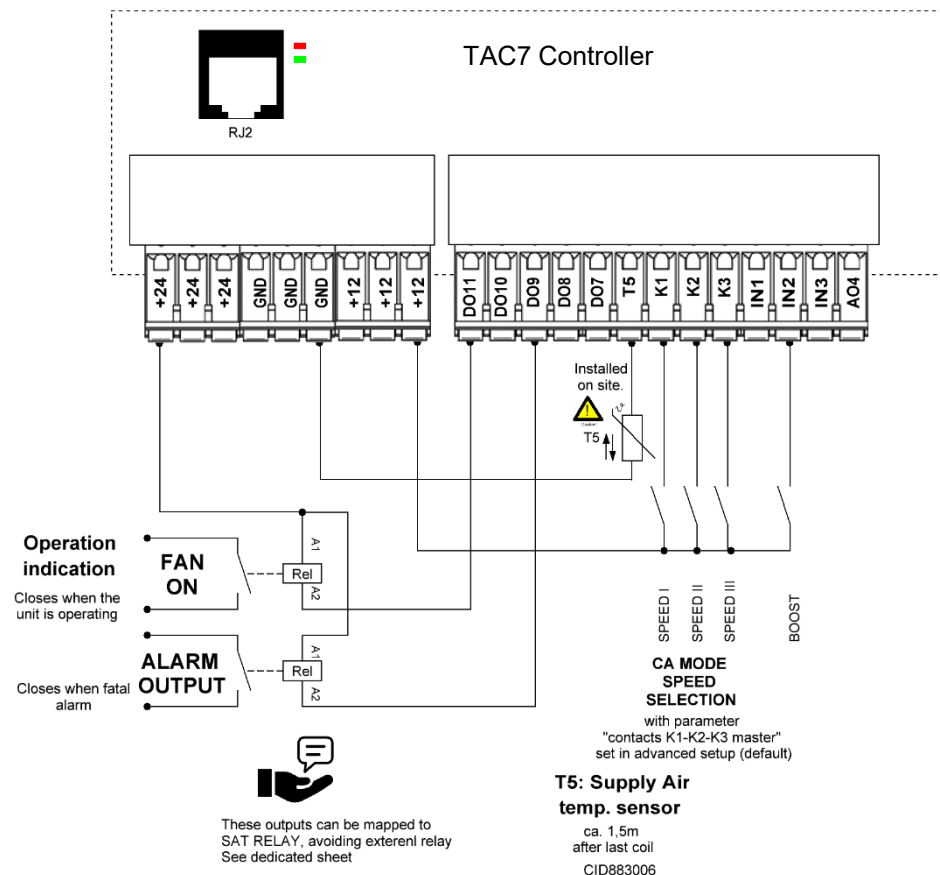 TAC7 Controller
RJ2
+24
+24
+24
GND
GND
GND
+12
+12
+12
DO11
DO10
DO9
DO8
DO7
T5
K1
K2
K3
IN1
IN2
IN3
AO4
Installed
on site.
T5
Operation
indication
Closes when the
unit is operating
FAN
ON
A1
Rel
A2
ALARM
OUTPUT
Closes when fatal
alarm
A1
Rel
A2
SPEED I
SPEED II
SPEED III
BOOST
CA MODE
SPEED
SELECTION
with parameter
"contacts K1-K2-K3 master"
set in advanced setup (default)
T5: Supply Air
temp. sensor
ca. 1,5m
after last coil
CID883006
These outputs can be mapped to
SAT RELAY, avoiding exterenl relay
See dedicated sheet